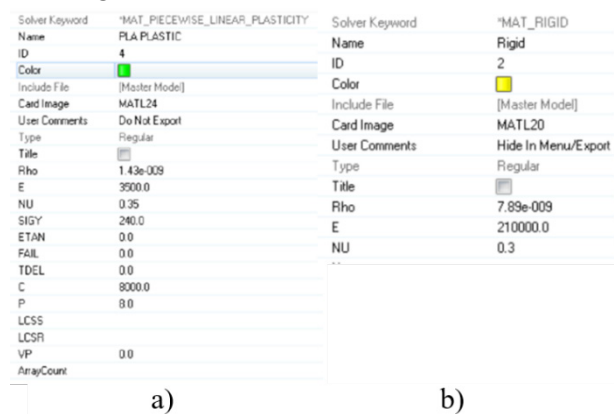 Solver Keyword *MAT_PIECEWISE_LINEAR_PLASTICITY
Name PLA PLASTIC
ID 4
Color
Include File [Master Model]
Card Image MATL24
User Comments Do Not Export
Type Regular
Title
Rho 1.43e-009
E 3500.0
NU 0.35
SIGY 240.0
ETAN 0.0
FAIL 0.0
TDEL 0.0
C 8000.0
P 8.0
LCSS
LCSR
VP 0.0
ArrayCount
a)
Solver Keyword *MAT_RIGID
Name Rigid
ID 2
Color
Include File [Master Model]
Card Image MATL20
User Comments Hide In Menu/Export
Type Regular
Title
Rho 7.89e-009
E 210000.0
NU 0.3
b)